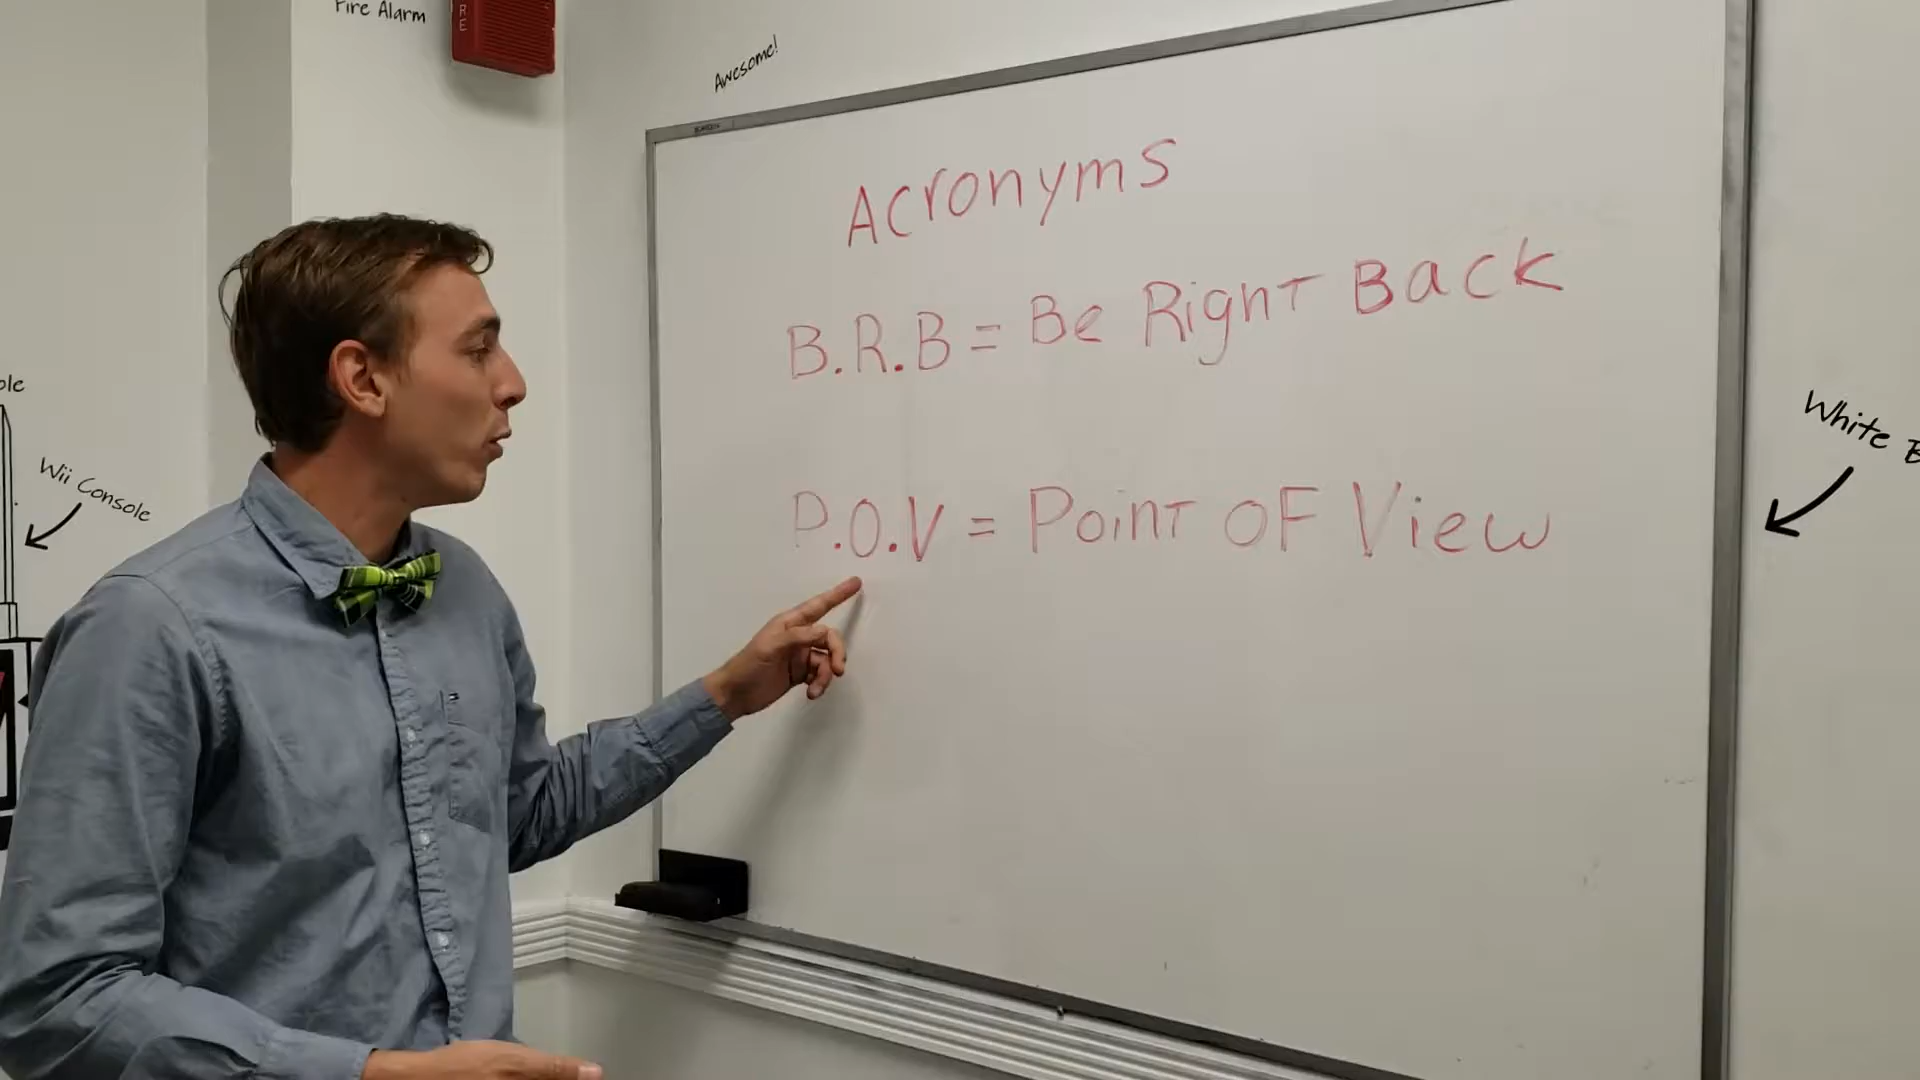 Fire Alarm
Awesome!
Acronyms
B.R.B = Be Right Back
P.O.V = Point OF View
Wii Console
White